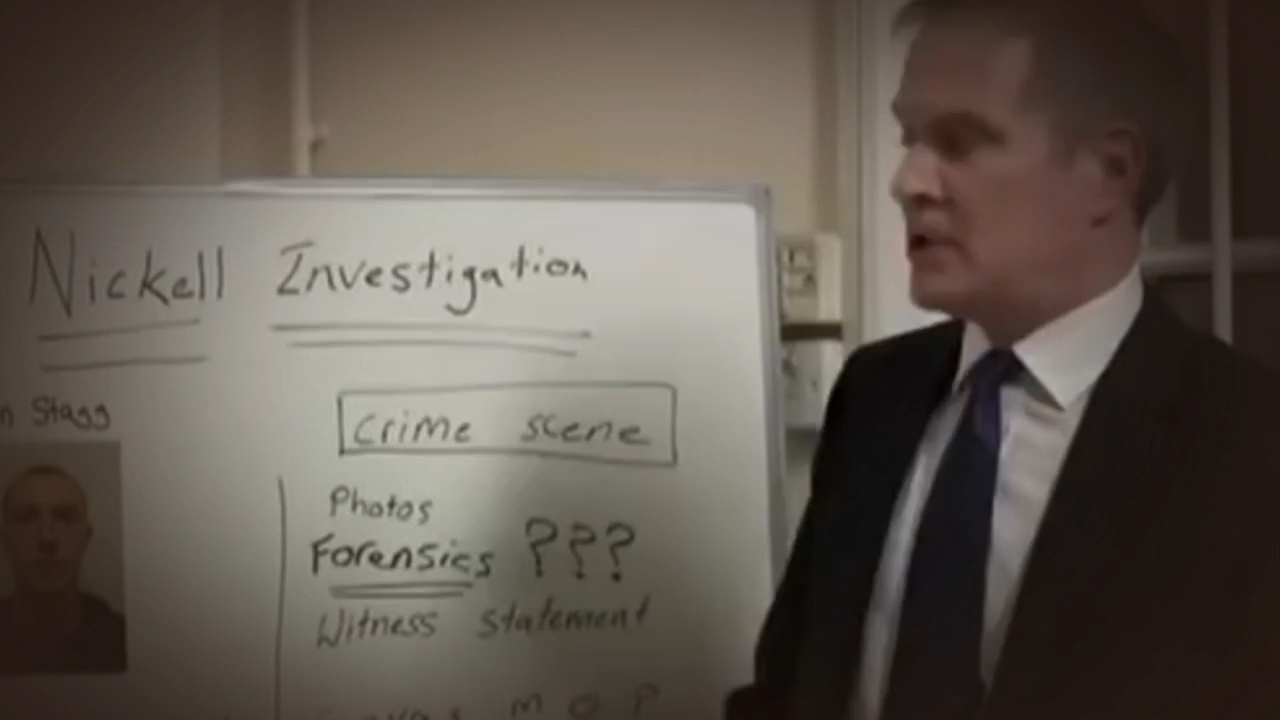 Nickell Investigation
n Stagg
crime scene
Photos
Forensics ???
Witness statement
M O P